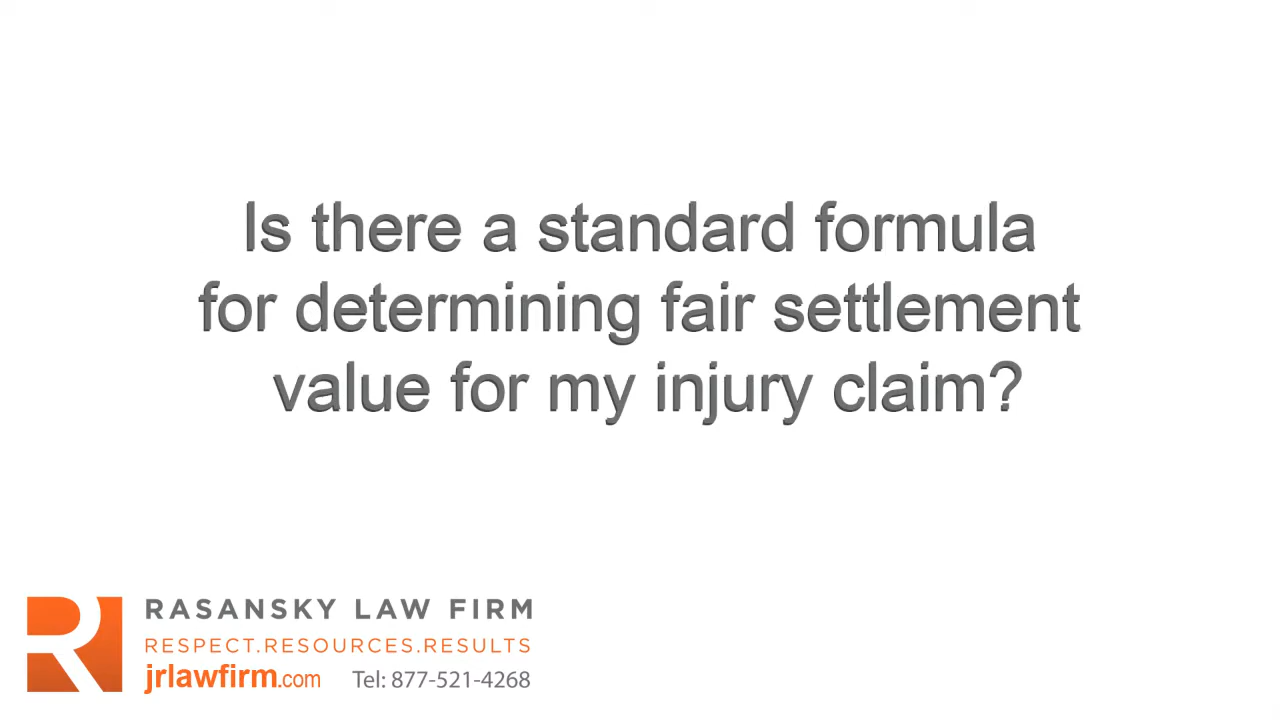 Is there a standard formula
for determining fair settlement
value for my injury claim?
R
RASANSKY LAW FIRM
RESPECT.RESOURCES.RESULTS
jrlawfirm.com Tel: 877-521-4268